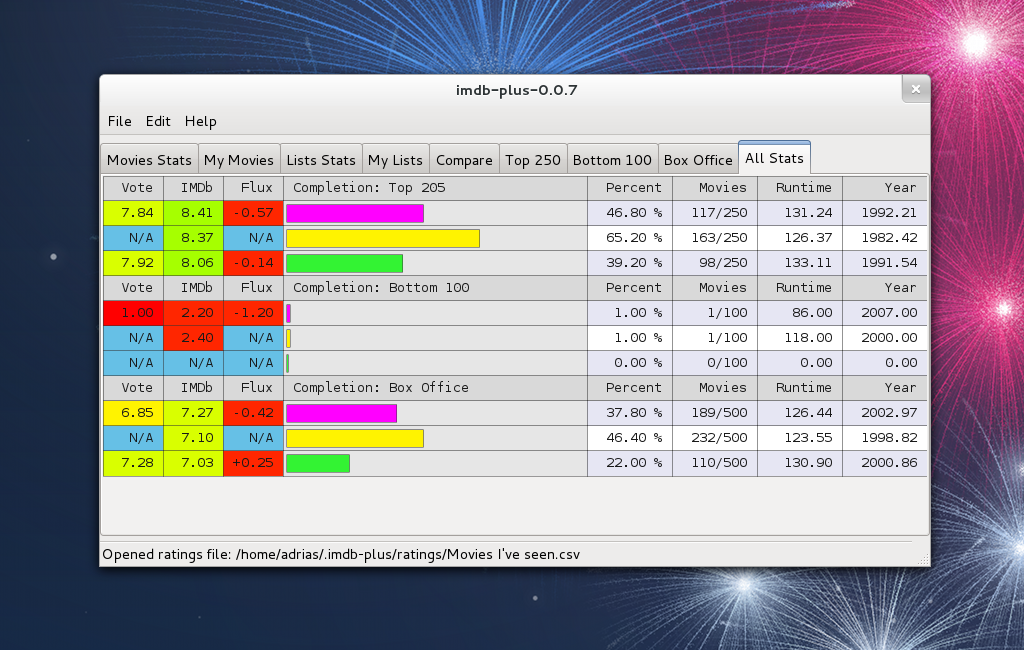 imdb-plus-0.0.7
×
File Edit Help
Movies Stats My Movies Lists Stats My Lists Compare Top 250 Bottom 100 Box Office All Stats
Vote IMDb Flux Completion: Top 205 Percent Movies Runtime Year
7.84 8.41 -0.57 46.80 % 117/250 131.24 1992.21
N/A 8.37 N/A 65.20 % 163/250 126.37 1982.42
7.92 8.06 -0.14 39.20 % 98/250 133.11 1991.54
Vote IMDb Flux Completion: Bottom 100 Percent Movies Runtime Year
1.00 2.20 -1.20 1.00 % 1/100 86.00 2007.00
N/A 2.40 N/A 1.00 % 1/100 118.00 2000.00
N/A N/A N/A 0.00 % 0/100 0.00 0.00
Vote IMDb Flux Completion: Box Office Percent Movies Runtime Year
6.85 7.27 -0.42 37.80 % 189/500 126.44 2002.97
N/A 7.10 N/A 46.40 % 232/500 123.55 1998.82
7.28 7.03 +0.25 22.00 % 110/500 130.90 2000.86
Opened ratings file: /home/adrias/.imdb-plus/ratings/Movies I've seen.csv